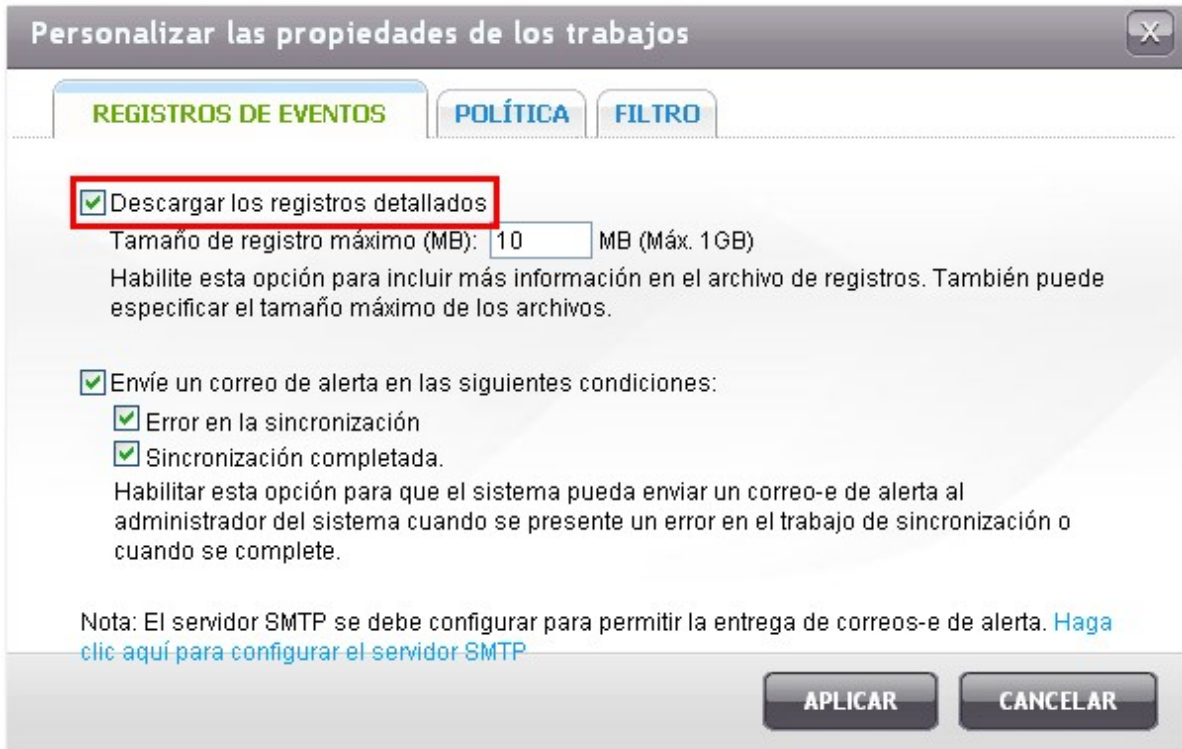 Personalizar las propiedades de los trabajos
X
REGISTROS DE EVENTOS
POLÍTICA
FILTRO
Descargar los registros detallados
Tamaño de registro máximo (MB): 10 MB (Máx. 1GB)
Habilite esta opción para incluir más información en el archivo de registros. También puede
especificar el tamaño máximo de los archivos.
Envíe un correo de alerta en las siguientes condiciones:
Error en la sincronización
Sincronización completada.
Habilitar esta opción para que el sistema pueda enviar un correo-e de alerta al
administrador del sistema cuando se presente un error en el trabajo de sincronización o
cuando se complete.
Nota: El servidor SMTP se debe configurar para permitir la entrega de correos-e de alerta. Haga
clic aquí para configurar el servidor SMTP
APLICAR
CANCELAR